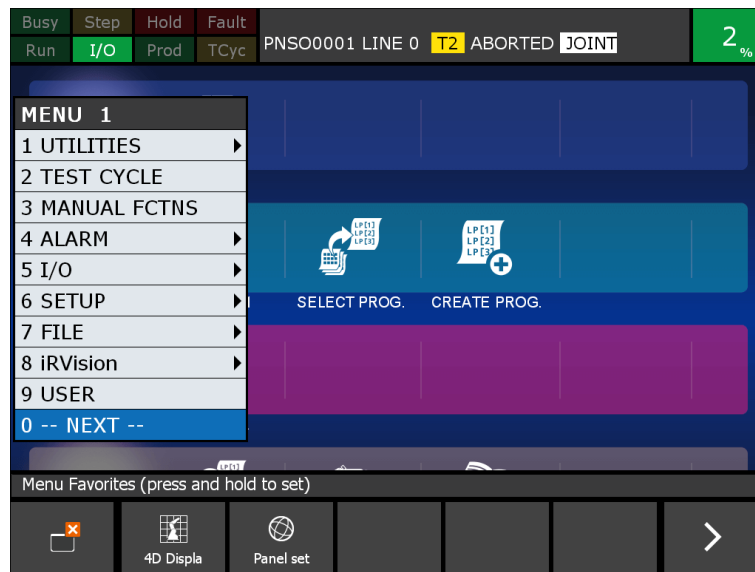 Busy Step Hold Fault
Run I/O Prod TCyc
PNSO0001 LINE 0 T2 ABORTED JOINT
2 %
MENU 1
1 UTILITIES
2 TEST CYCLE
3 MANUAL FCTNS
4 ALARM
5 I/O
6 SETUP
7 FILE
8 iRVision
9 USER
0 -- NEXT --
LP[1]
LP[2]
LP[3]
LP[1]
LP[2]
LP[3]
SELECT PROG. CREATE PROG.
LP[1]
Menu Favorites (press and hold to set)
4D Displa Panel set